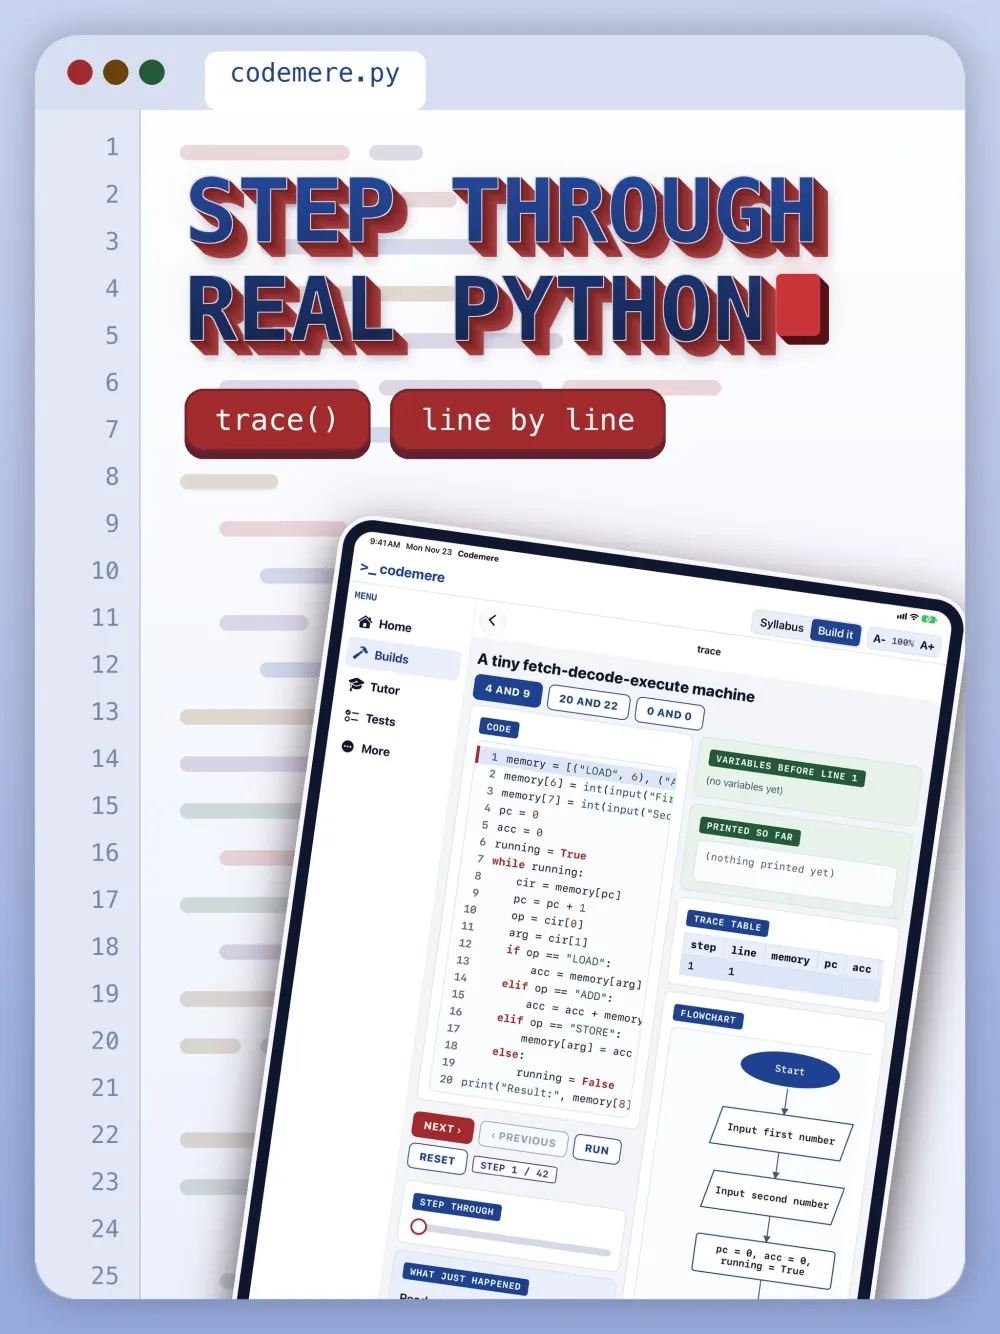 codemere.py
1
2
3
4
5
6
7
8
9
10
11
12
13
14
15
16
17
18
19
20
21
22
23
24
25
STEP THROUGH
REAL PYTHON
trace()
line by line
9:41 AM Mon Nov 23 Codemere
>_ codemere
MENU
Home
Builds
Tutor
Tests
More
trace
Syllabus
Build it
A- 100% A+
A tiny fetch-decode-execute machine
4 AND 9
20 AND 22
0 AND 0
CODE
1 memory = [("LOAD", 6), ("A
2 memory[6] = int(input("Fir
3 memory[7] = int(input("Sec
4 pc = 0
5 acc = 0
6 running = True
7 while running:
8 cir = memory[pc]
9 pc = pc + 1
10 op = cir[0]
11 arg = cir[1]
12 if op == "LOAD":
13 acc = memory[arg]
14 elif op == "ADD":
15 acc = acc + memory
16 elif op == "STORE":
17 memory[arg] = acc
18 else:
19 running = False
20 print("Result:", memory[8]
NEXT ›
‹ PREVIOUS
RUN
RESET
STEP 1 / 42
STEP THROUGH
WHAT JUST HAPPENED
VARIABLES BEFORE LINE 1
(no variables yet)
PRINTED SO FAR
(nothing printed yet)
TRACE TABLE
step line memory pc acc
1 1
FLOWCHART
Start
Input first number
Input second number
pc = 0, acc = 0,
running = True